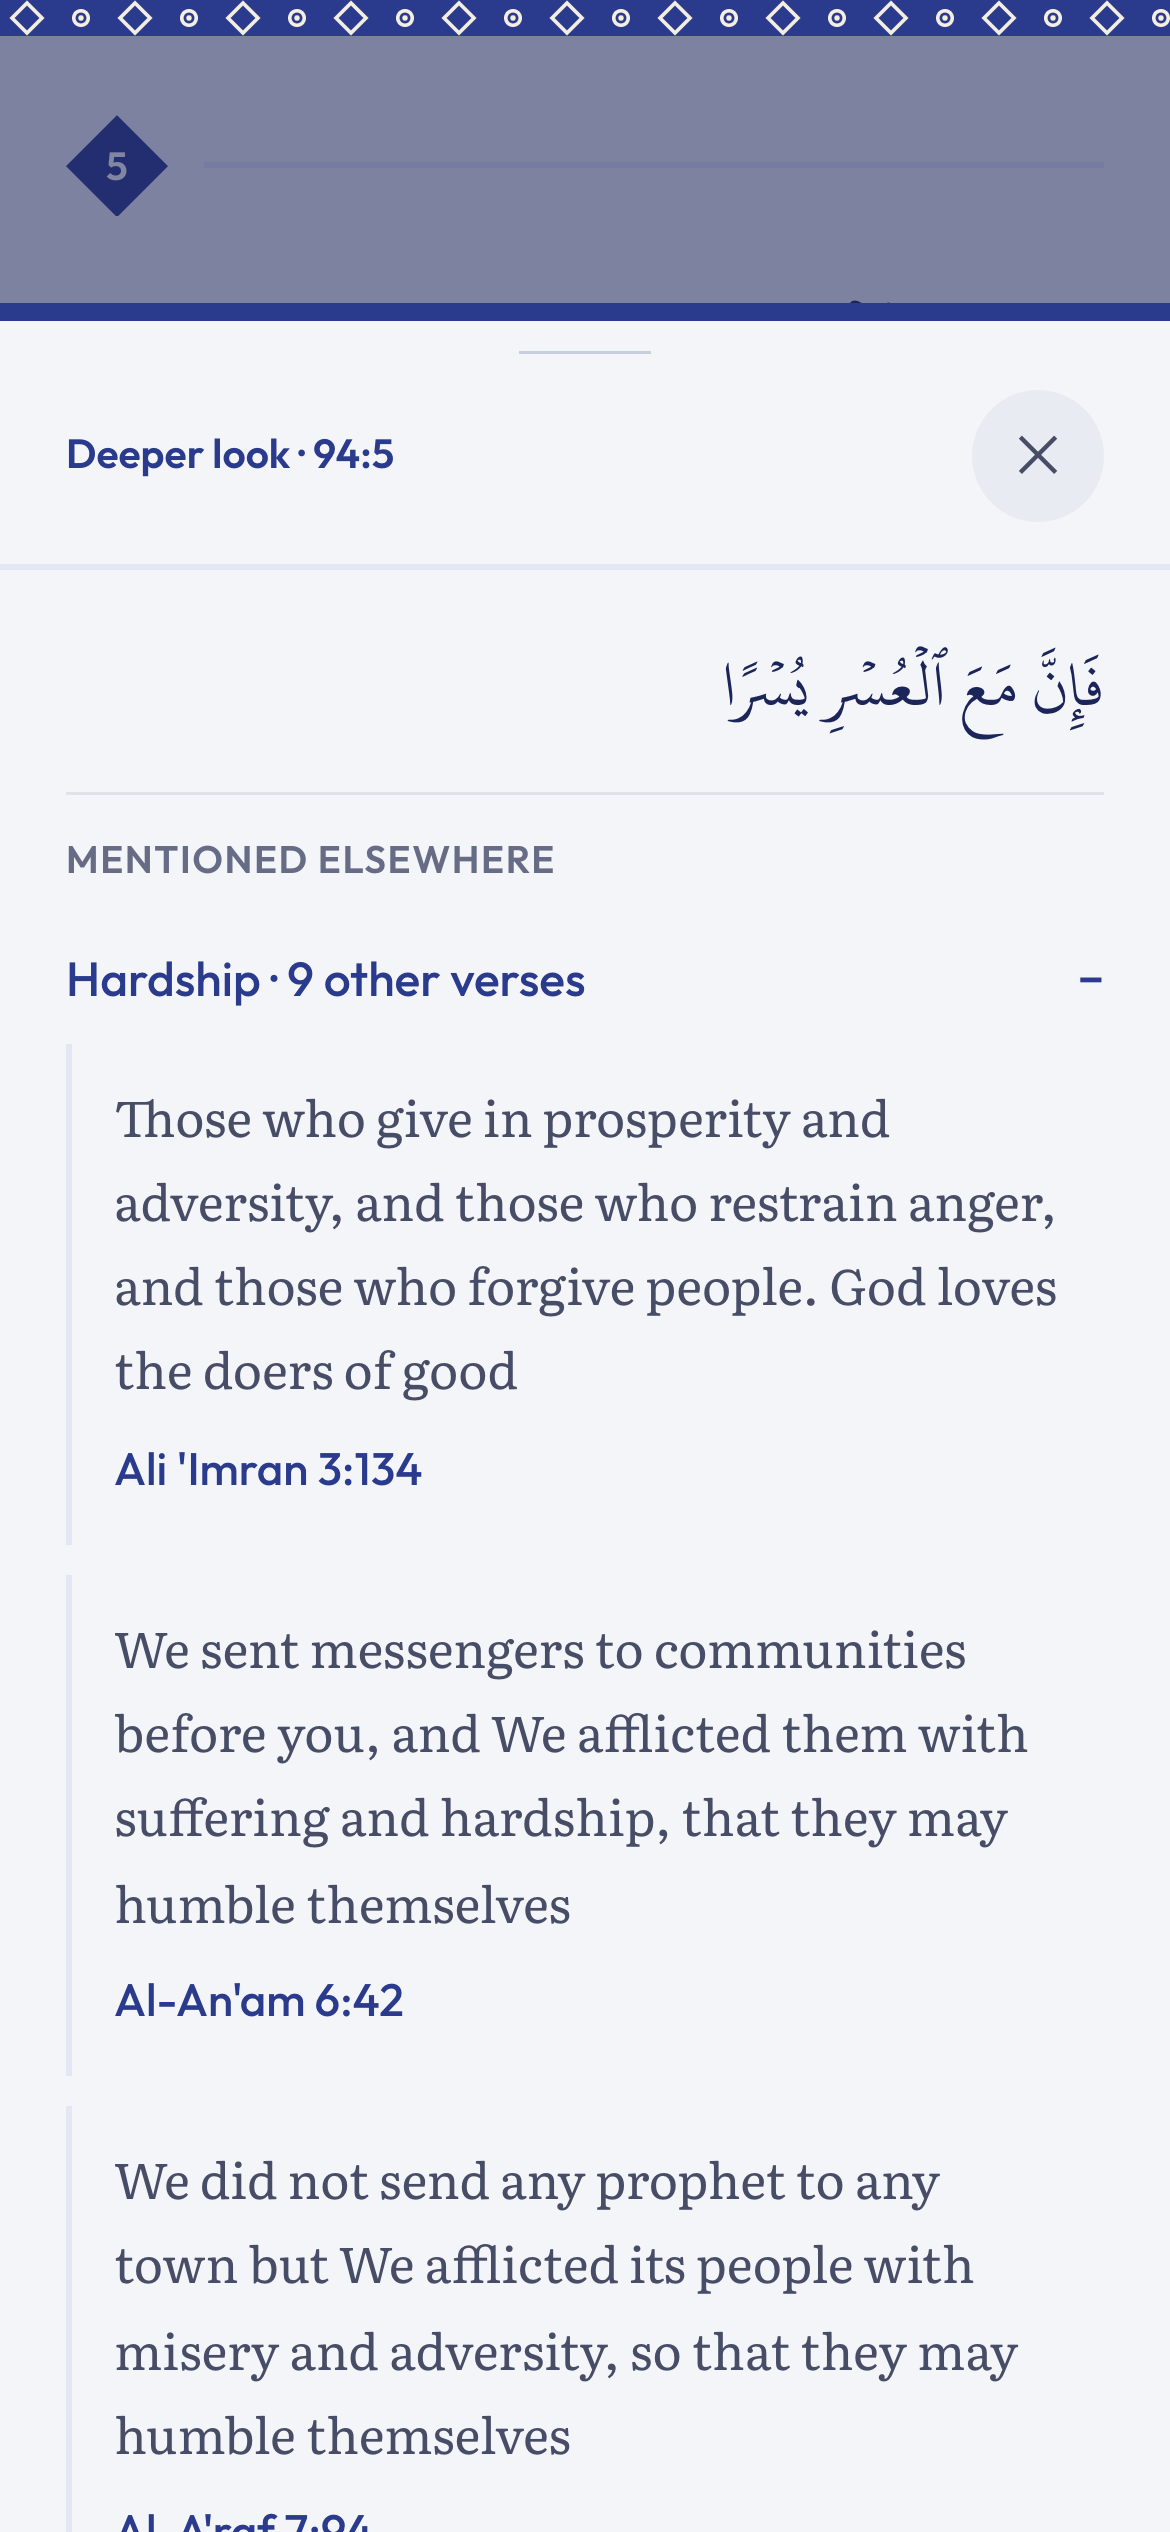 5
Deeper look · 94:5
فَإِنَّ مَعَ ٱلْعُسْرِ يُسْرًا
MENTIONED ELSEWHERE
Hardship · 9 other verses
Those who give in prosperity and
adversity, and those who restrain anger,
and those who forgive people. God loves
the doers of good
Ali 'Imran 3:134
We sent messengers to communities
before you, and We afflicted them with
suffering and hardship, that they may
humble themselves
Al-An'am 6:42
We did not send any prophet to any
town but We afflicted its people with
misery and adversity, so that they may
humble themselves
Al-A'raf 7:94